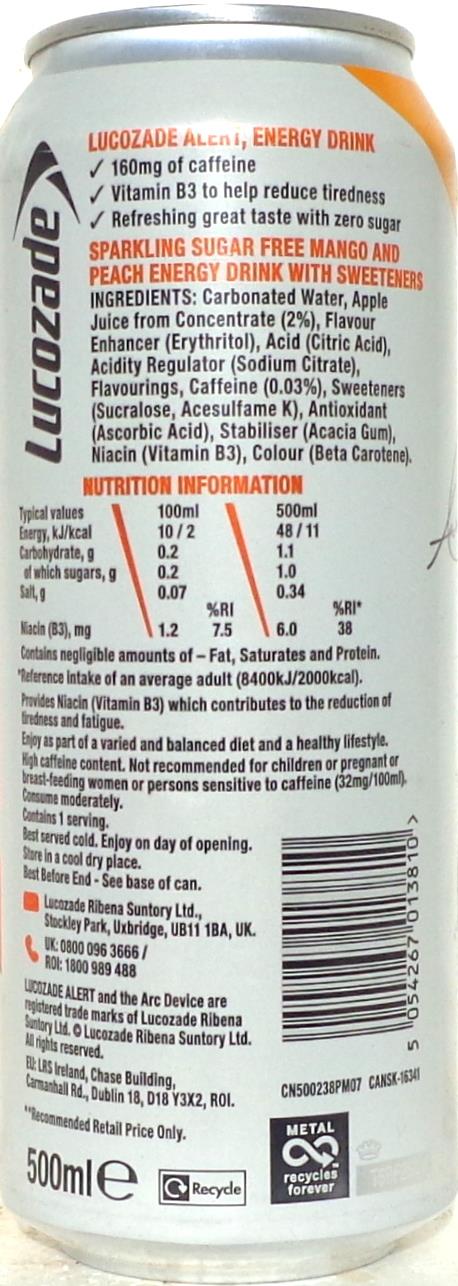 Lucozade
LUCOZADE ALERT, ENERGY DRINK
✓ 160mg of caffeine
✓ Vitamin B3 to help reduce tiredness
✓ Refreshing great taste with zero sugar
SPARKLING SUGAR FREE MANGO AND
PEACH ENERGY DRINK WITH SWEETENERS
INGREDIENTS: Carbonated Water, Apple
Juice from Concentrate (2%), Flavour
Enhancer (Erythritol), Acid (Citric Acid),
Acidity Regulator (Sodium Citrate),
Flavourings, Caffeine (0.03%), Sweeteners
(Sucralose, Acesulfame K), Antioxidant
(Ascorbic Acid), Stabiliser (Acacia Gum),
Niacin (Vitamin B3), Colour (Beta Carotene).
NUTRITION INFORMATION
Typical values 100ml 500ml
Energy, kJ/kcal 10 / 2 48 / 11
Carbohydrate, g 0.2 1.1
of which sugars, g 0.2 1.0
Salt, g 0.07 0.34
%RI %RI*
Niacin (B3), mg 1.2 7.5 6.0 38
Contains negligible amounts of – Fat, Saturates and Protein.
*Reference intake of an average adult (8400kJ/2000kcal).
Provides Niacin (Vitamin B3) which contributes to the reduction of
tiredness and fatigue.
Enjoy as part of a varied and balanced diet and a healthy lifestyle.
High caffeine content. Not recommended for children or pregnant or
breast-feeding women or persons sensitive to caffeine (32mg/100ml).
Consume moderately.
Contains 1 serving.
Best served cold. Enjoy on day of opening.
Store in a cool dry place.
Best Before End - See base of can.
Lucozade Ribena Suntory Ltd.,
Stockley Park, Uxbridge, UB11 1BA, UK.
UK: 0800 096 3666 /
ROI: 1800 989 488
LUCOZADE ALERT and the Arc Device are
registered trade marks of Lucozade Ribena
Suntory Ltd. © Lucozade Ribena Suntory Ltd.
All rights reserved.
EU: LRS Ireland, Chase Building,
Carmanhall Rd., Dublin 18, D18 Y3X2, ROI.
**Recommended Retail Price Only.
5 054267 013810 >
CN500238PM07 CANSK-16341
500ml e
Recycle
METAL
recycles
forever™